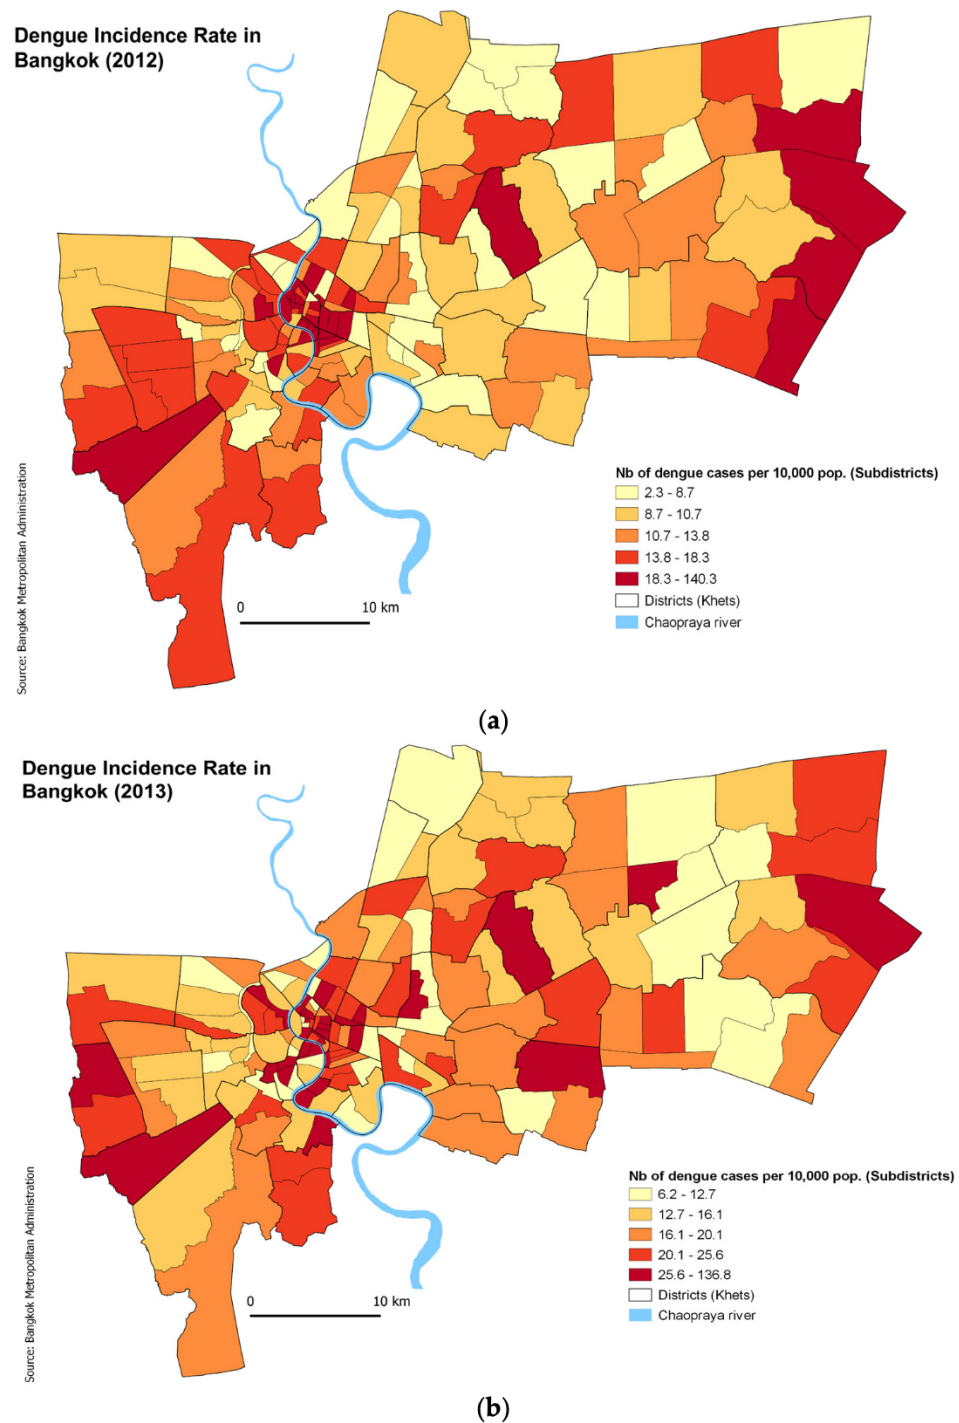 Dengue Incidence Rate in
Bangkok (2012)
Nb of dengue cases per 10,000 pop. (Subdistricts)
2.3 - 8.7
8.7 - 10.7
10.7 - 13.8
13.8 - 18.3
18.3 - 140.3
Districts (Khets)
Chaopraya river
0 10 km
Source: Bangkok Metropolitan Administration
(a)
Dengue Incidence Rate in
Bangkok (2013)
Nb of dengue cases per 10,000 pop. (Subdistricts)
6.2 - 12.7
12.7 - 16.1
16.1 - 20.1
20.1 - 25.6
25.6 - 136.8
Districts (Khets)
Chaopraya river
0 10 km
Source: Bangkok Metropolitan Administration
(b)